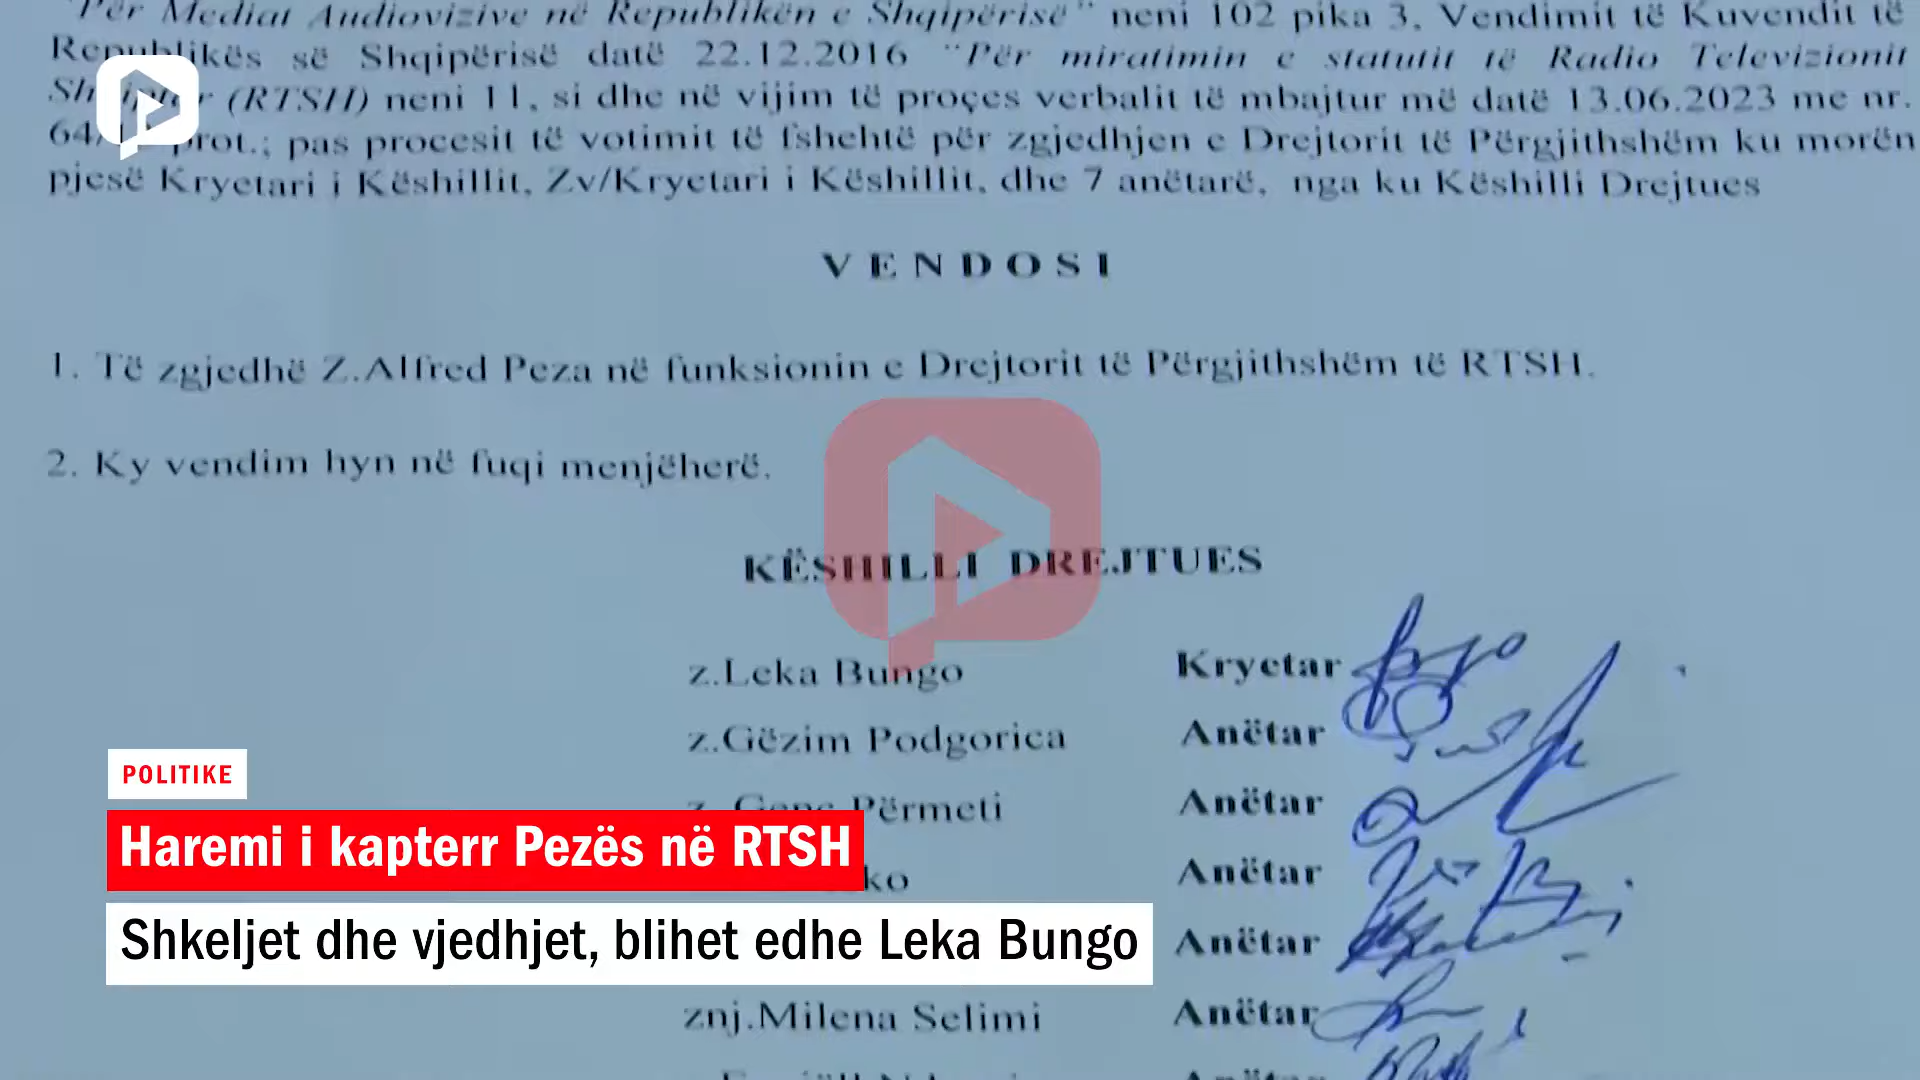 "Për Mediat Audiovizive në Republikën e Shqipërisë" neni 102 pika 3, Vendimit të Kuvendit të
Republikës së Shqipërisë datë 22.12.2016 "Për miratimin e statutit të Radio Televizionit
(RTSH) neni 11, si dhe në vijim të proçes verbalit të mbajtur më datë 13.06.2023 me nr.
prot.; pas procesit të votimit të fshehtë për zgjedhjen e Drejtorit të Përgjithshëm ku morën
pjesë Kryetari i Këshillit, Zv/Kryetari i Këshillit, dhe 7 anëtarë, nga ku Këshilli Drejtues
VENDOSI
1. Të zgjedhë Z.Alfred Peza në funksionin e Drejtorit të Përgjithshëm të RTSH.
2. Ky vendim hyn në fuqi menjëherë.
KËSHILLI DREJTUES
z.Leka Bungo Kryetar
z.Gëzim Podgorica Anëtar
z. Genc Përmeti Anëtar
Anëtar
Anëtar
znj.Milena Selimi Anëtar
Anëtar
POLITIKE
Haremi i kapterr Pezës në RTSH
Shkeljet dhe vjedhjet, blihet edhe Leka Bungo